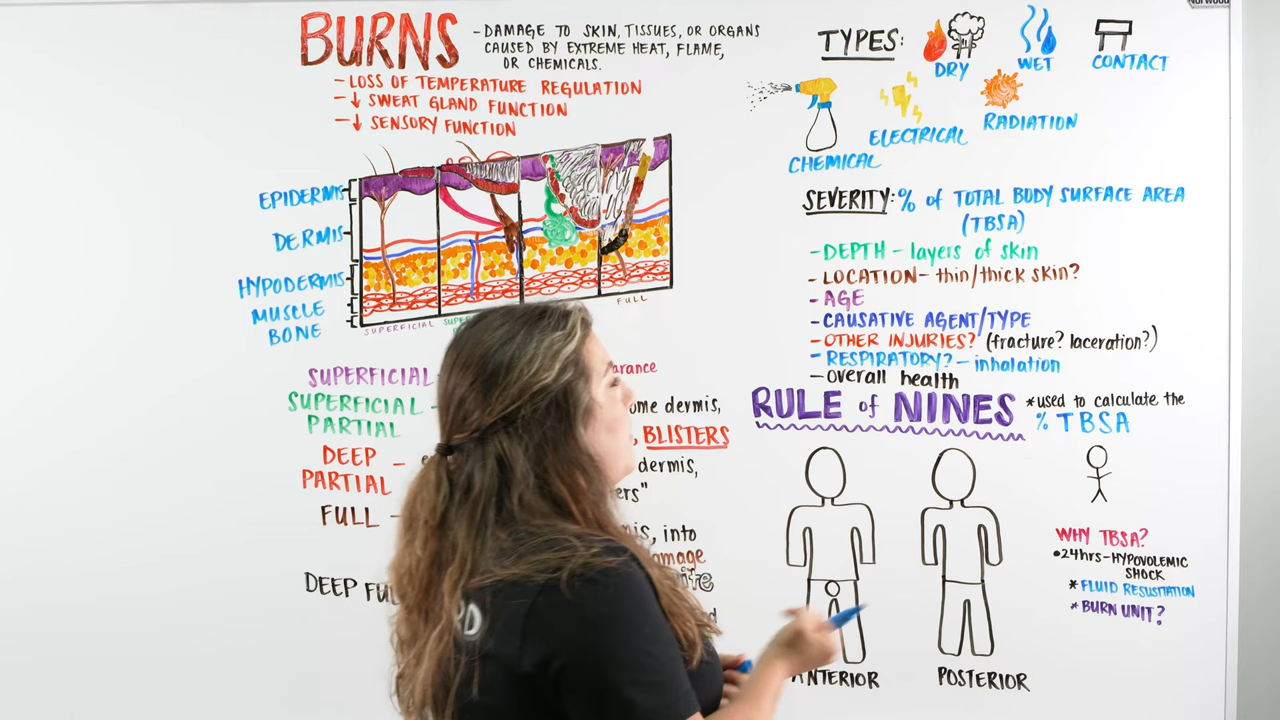 Norwood
BURNS
- DAMAGE TO SKIN, TISSUES, OR ORGANS
CAUSED BY EXTREME HEAT, FLAME,
OR CHEMICALS.
- LOSS OF TEMPERATURE REGULATION
- ↓ SWEAT GLAND FUNCTION
- ↓ SENSORY FUNCTION
EPIDERMIS
DERMIS
HYPODERMIS
MUSCLE
BONE
SUPERFICIAL
FULL
SUPERFICIAL
arance
SUPERFICIAL -
PARTIAL
ome dermis,
, BLISTERS
DEEP -
PARTIAL
dermis,
ers"
FULL -
is, into
amage
DEEP FU
TYPES:
DRY
WET
CONTACT
CHEMICAL
ELECTRICAL
RADIATION
SEVERITY: % of TOTAL BODY SURFACE AREA
(TBSA)
- DEPTH - layers of skin
- LOCATION - thin/thick skin?
- AGE
- CAUSATIVE AGENT/TYPE
- OTHER INJURIES? (fracture? laceration?)
- RESPIRATORY? - inhalation
- overall health
RULE of NINES
*used to calculate the
% TBSA
ANTERIOR
POSTERIOR
WHY TBSA?
•24hrs-HYPOVOLEMIC
SHOCK
*FLUID RESUSITATION
*BURN UNIT?